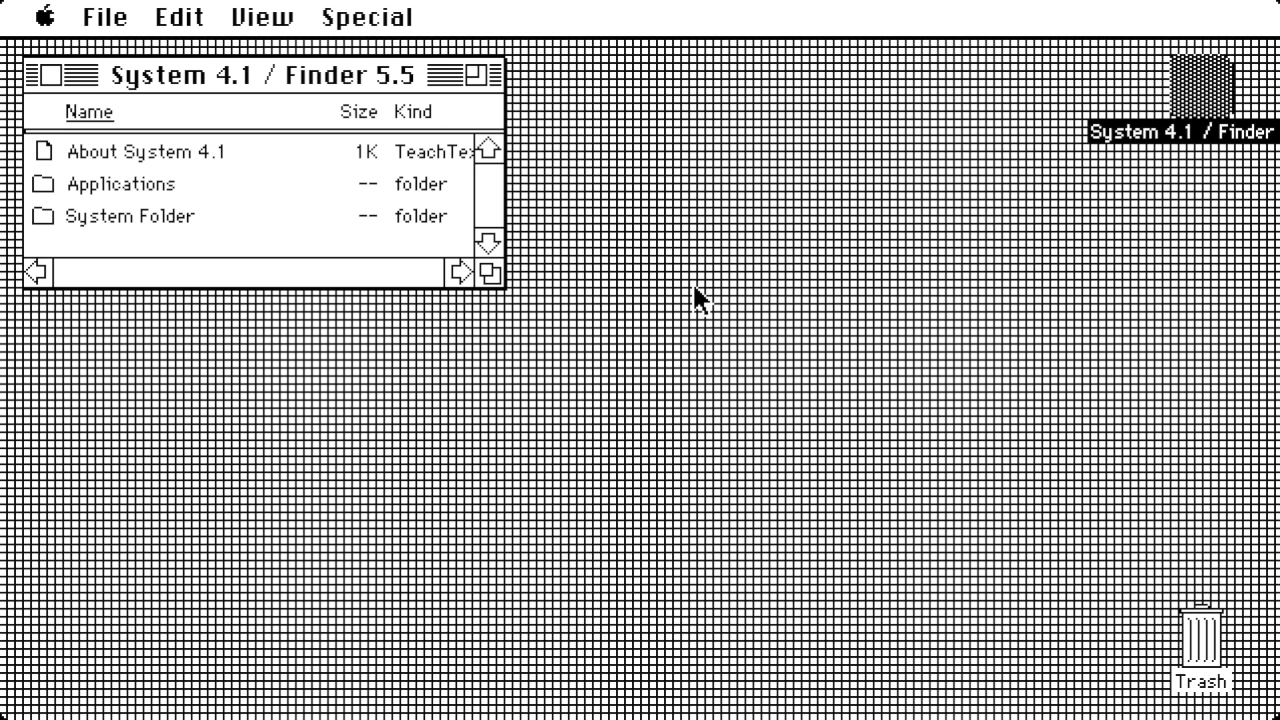 File Edit View Special
System 4.1 / Finder 5.5
Name Size Kind
About System 4.1 1K TeachTex
Applications -- folder
System Folder -- folder
System 4.1 / Finder
Trash